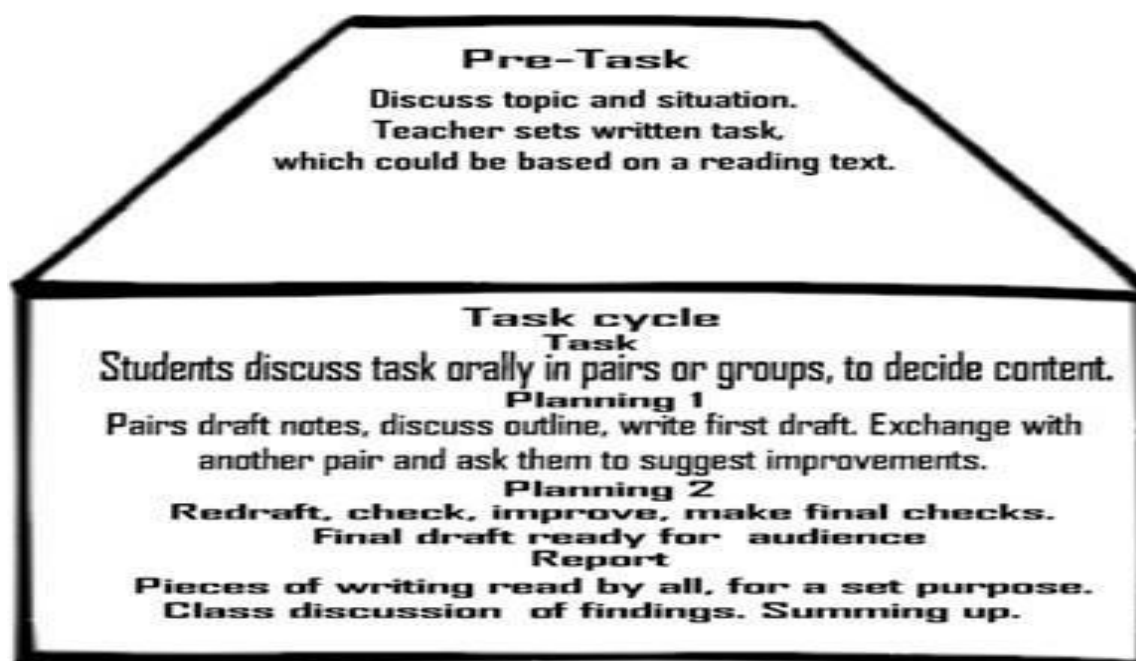 Pre-Task
Discuss topic and situation.
Teacher sets written task,
which could be based on a reading text.
Task cycle
Task
Students discuss task orally in pairs or groups, to decide content.
Planning 1
Pairs draft notes, discuss outline, write first draft. Exchange with
another pair and ask them to suggest improvements.
Planning 2
Redraft, check, improve, make final checks.
Final draft ready for audience
Report
Pieces of writing read by all, for a set purpose.
Class discussion of findings. Summing up.